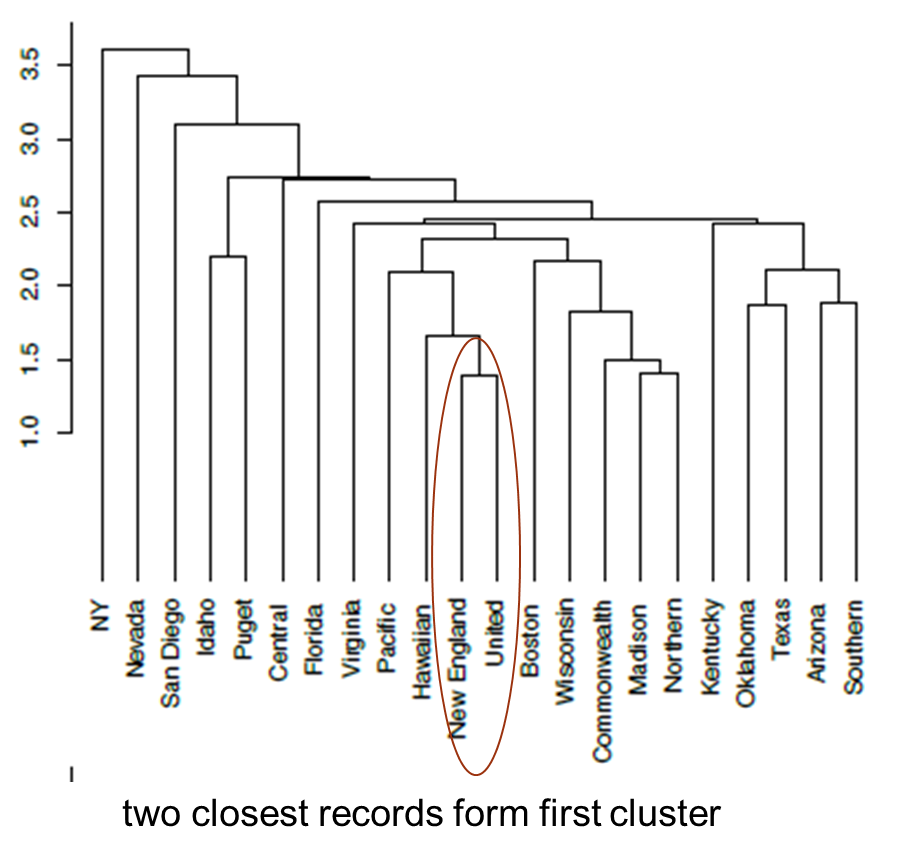 3.5
3.0
2.5
2.0
1.5
1.0
NY
Nevada
San Diego
Idaho
Puget
Central
Florida
Virginia
Pacific
Hawaiian
New England
United
Boston
Wisconsin
Commonwealth
Madison
Northern
Kentucky
Oklahoma
Texas
Arizona
Southern
two closest records form first cluster